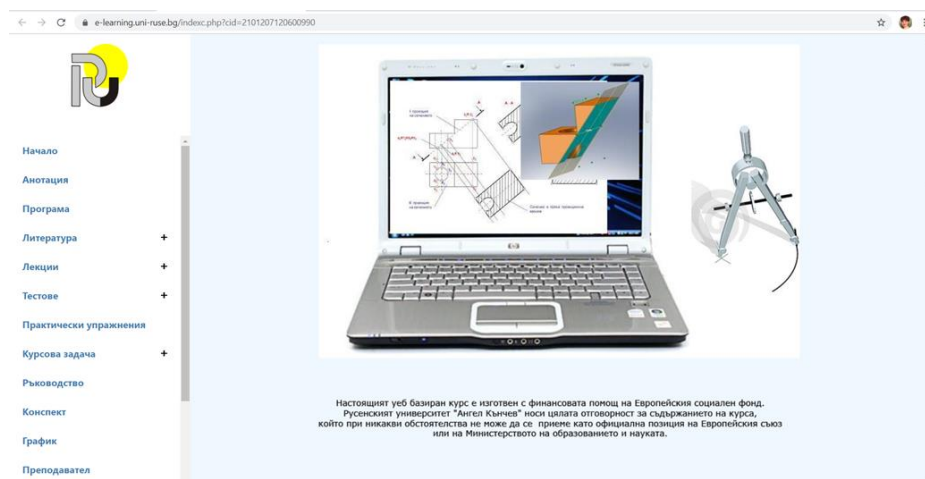 e-learning.uni-ruse.bg/indexc.php?cid=2101207120600990
Начало
Анотация
Програма
Литература +
Лекции +
Тестове +
Практически упражнения
Курсова задача +
Ръководство
Конспект
График
Преподавател
A-A
Настоящият уеб базиран курс е изготвен с финансовата помощ на Европейския социален фонд.
Русенският университет "Ангел Кънчев" носи цялата отговорност за съдържанието на курса,
който при никакви обстоятелства не може да се приеме като официална позиция на Европейския съюз
или на Министерството на образованието и науката.